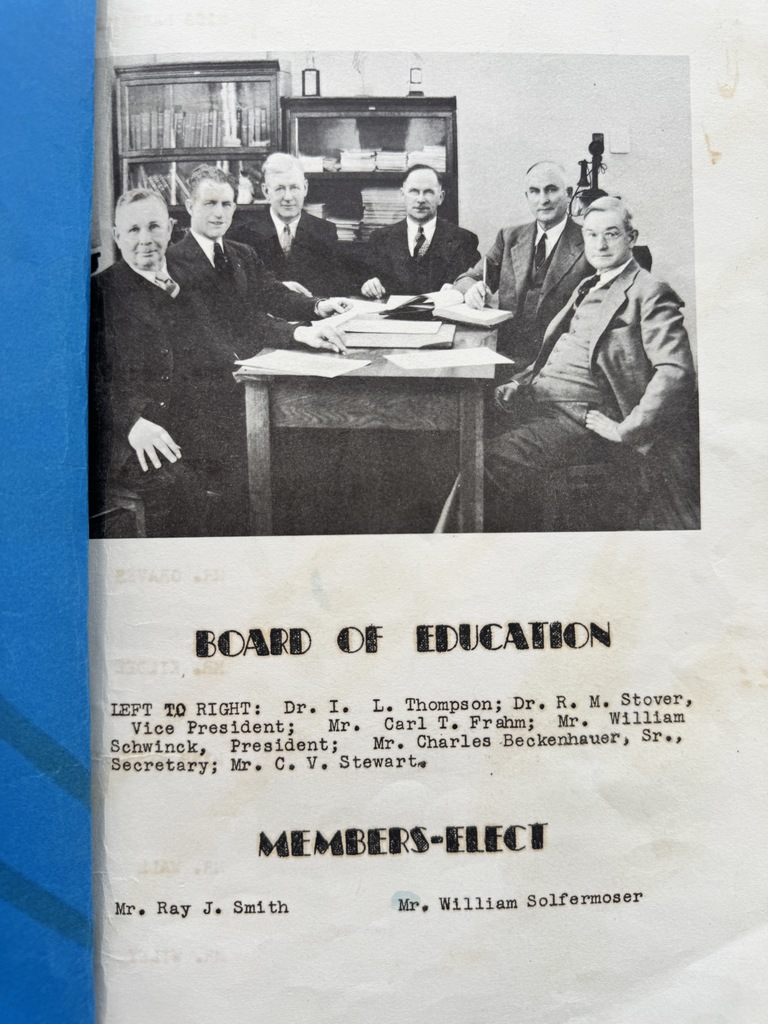 BOARD OF EDUCATION
LEFT TO RIGHT: Dr. I. L. Thompson; Dr. R. M. Stover,
Vice President; Mr. Carl T. Frahm; Mr. William
Schwinck, President; Mr. Charles Beckenhauer, Sr.,
Secretary; Mr. C. V. Stewart.
MEMBERS-ELECT
Mr. Ray J. Smith Mr. William Solfermoser